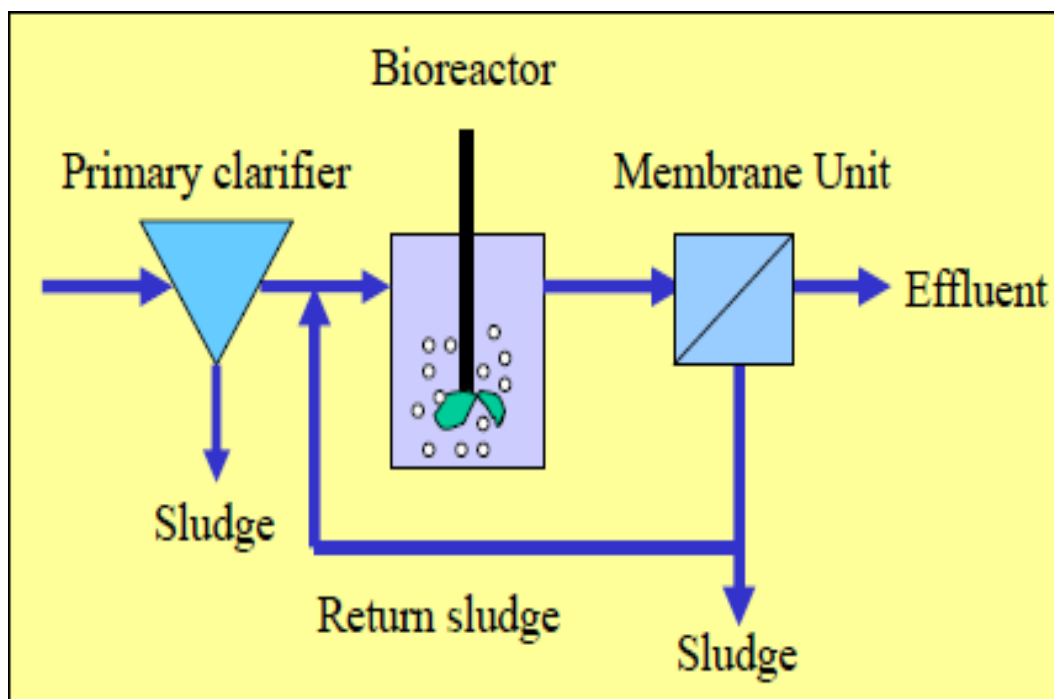 Bioreactor
Primary clarifier
Membrane Unit
Effluent
Sludge
Return sludge
Sludge